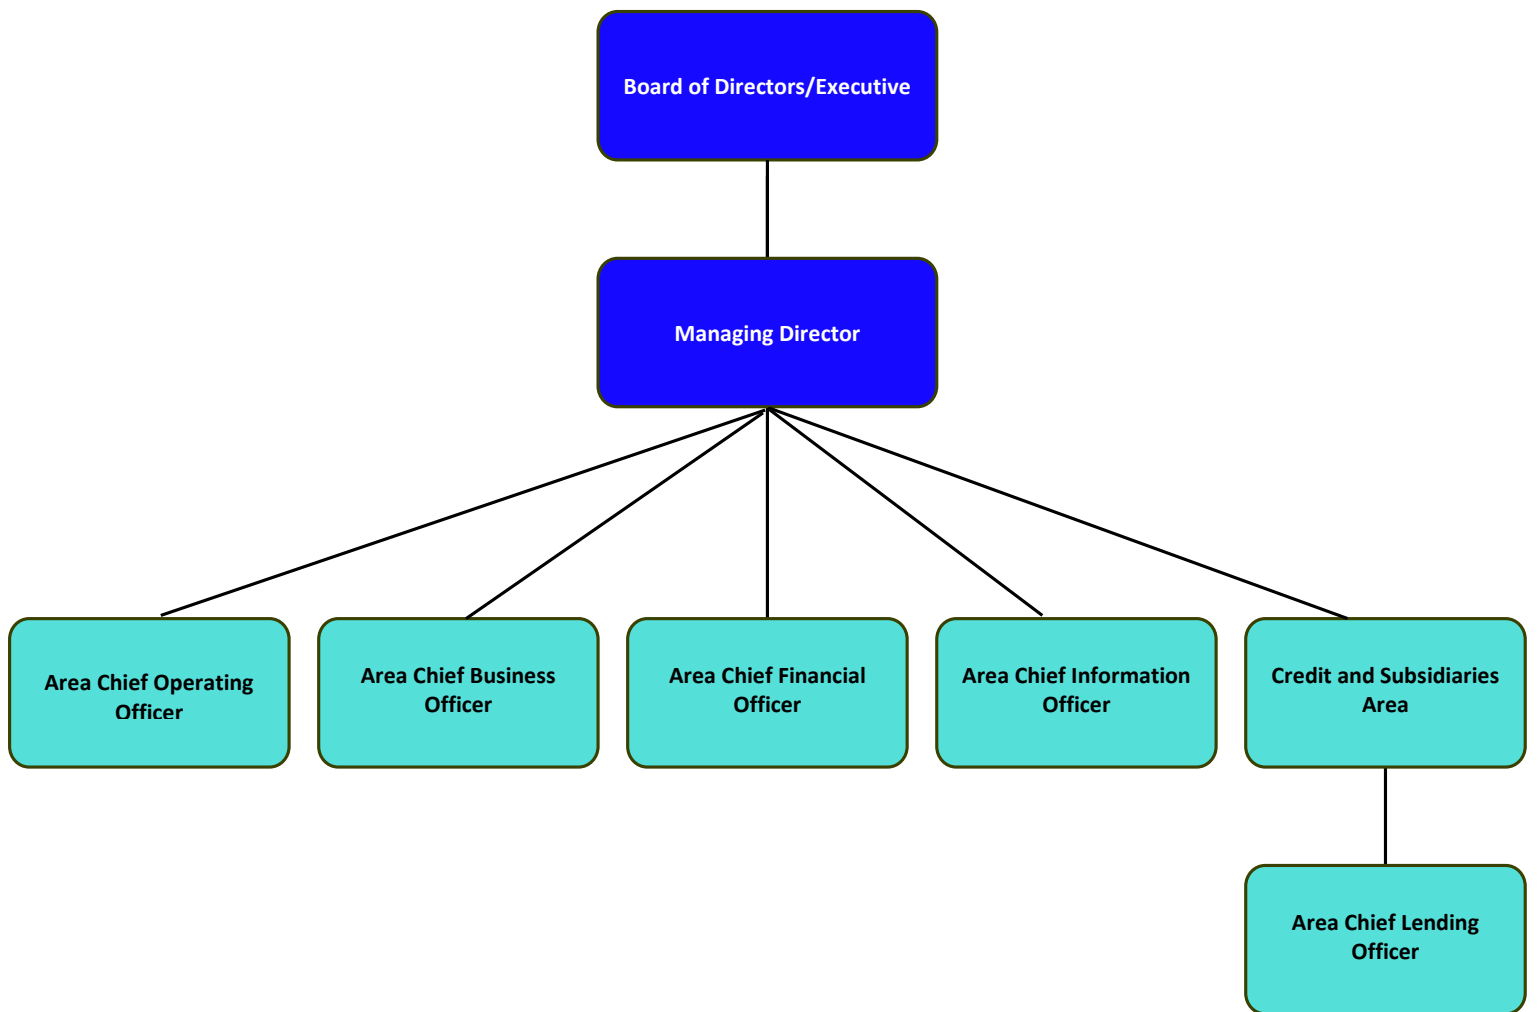 Board of Directors/Executive
Managing Director
Area Chief Operating
Officer
Area Chief Business
Officer
Area Chief Financial
Officer
Area Chief Information
Officer
Credit and Subsidiaries
Area
Area Chief Lending
Officer